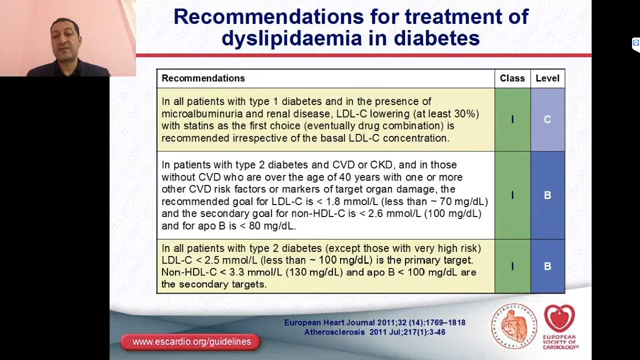 Recommendations for treatment of
dyslipidaemia in diabetes
Recommendations Class Level
In all patients with type 1 diabetes and in the presence of
microalbuminuria and renal disease, LDL-C lowering (at least 30%)
with statins as the first choice (eventually drug combination) is
recommended irrespective of the basal LDL-C concentration.
I C
In patients with type 2 diabetes and CVD or CKD, and in those
without CVD who are over the age of 40 years with one or more
other CVD risk factors or markers of target organ damage, the
recommended goal for LDL-C is < 1.8 mmol/L (less than ~ 70 mg/dL)
and the secondary goal for non-HDL-C is < 2.6 mmol/L (100 mg/dL)
and for apo B is < 80 mg/dL.
I B
In all patients with type 2 diabetes (except those with very high risk)
LDL-C < 2.5 mmol/L (less than ~ 100 mg/dL) is the primary target.
Non-HDL-C < 3.3 mmol/L (130 mg/dL) and apo B < 100 mg/dL are
the secondary targets.
I B
European Heart Journal 2011;32 (14):1769–1818
Atherosclerosis 2011 Jul;217(1):3-46
www.escardio.org/guidelines
EUROPEAN
SOCIETY OF
CARDIOLOGY®